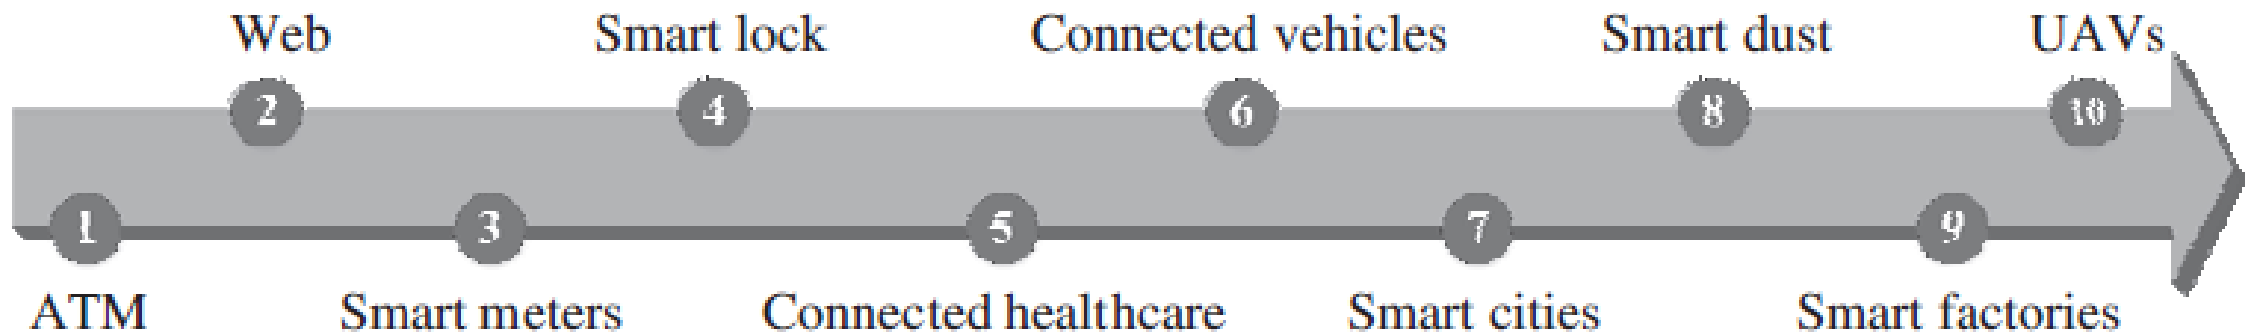 Web Smart lock Connected vehicles Smart dust UAVs
2 4 6 8 10
1 3 5 7 9
ATM Smart meters Connected healthcare Smart cities Smart factories